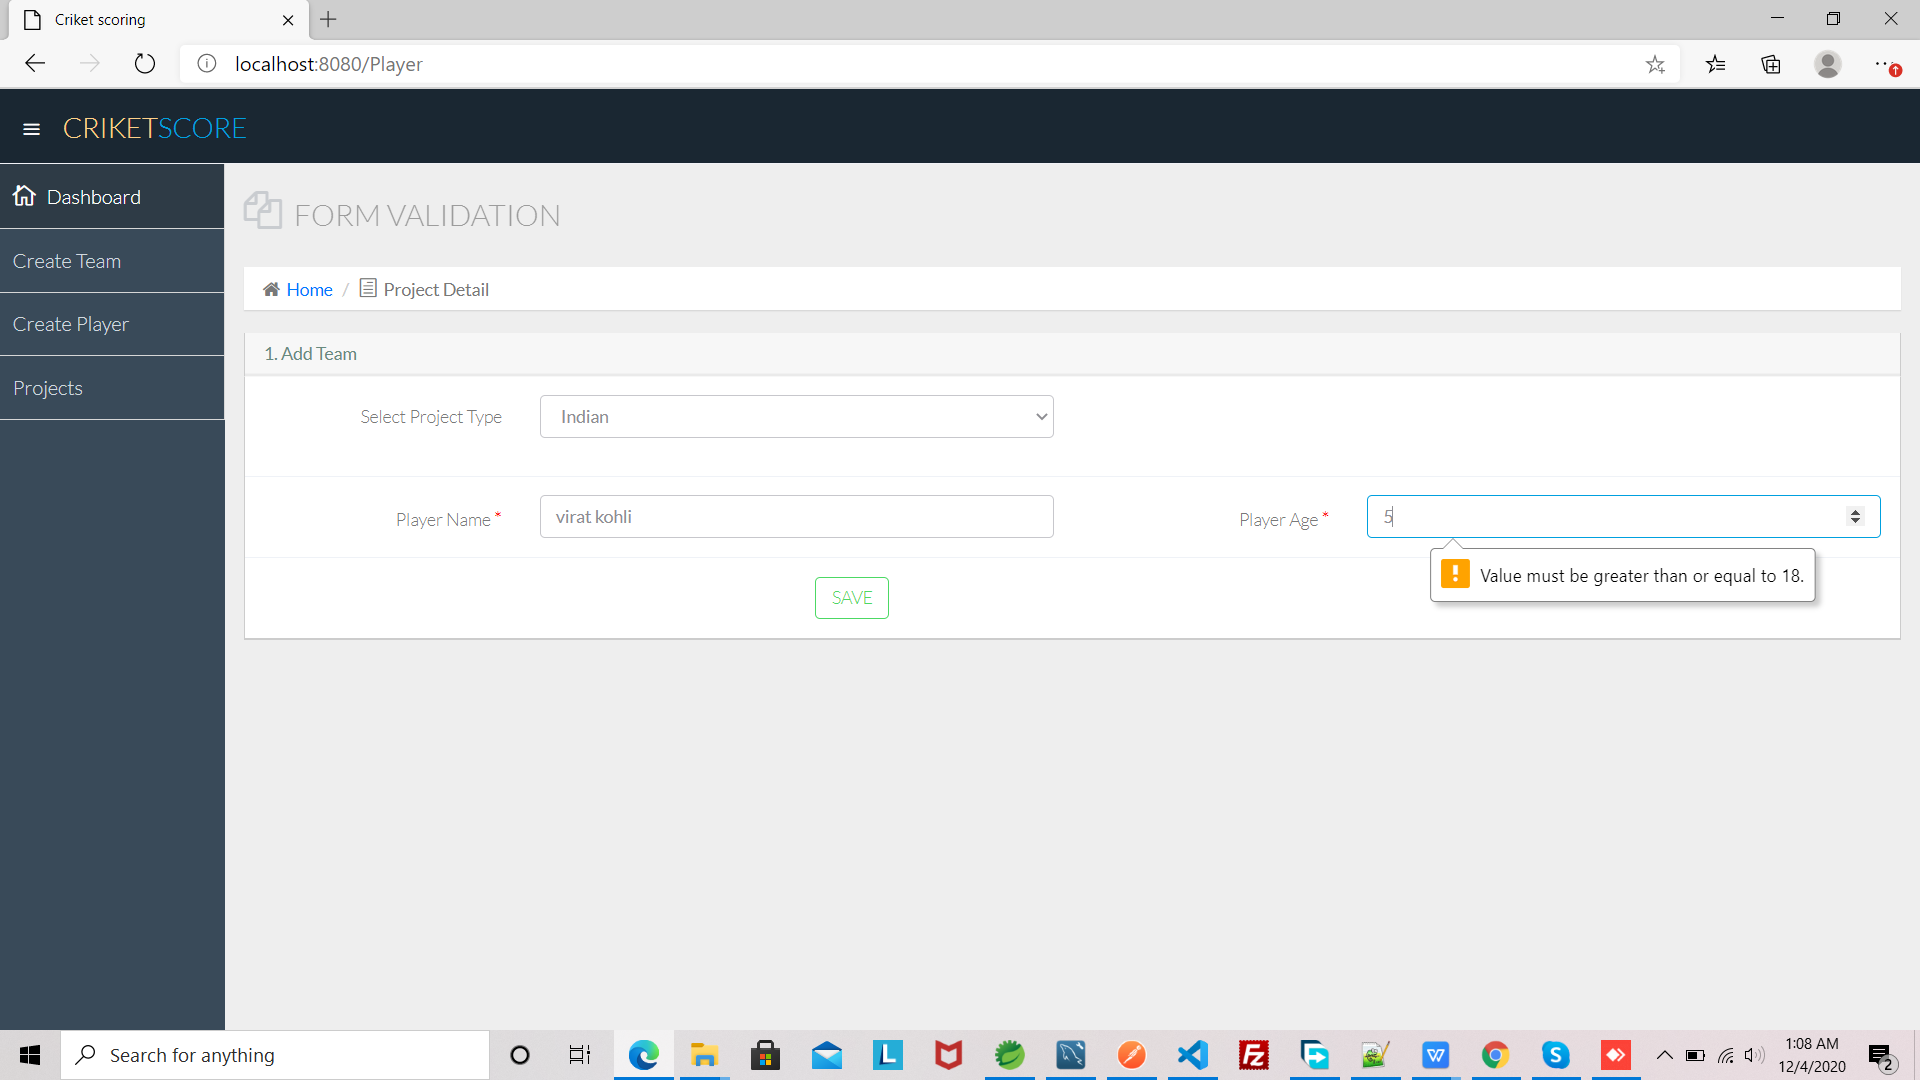 Criket scoring
localhost:8080/Player
CRIKETSCORE
Dashboard
Create Team
Create Player
Projects
FORM VALIDATION
Home / Project Detail
1. Add Team
Select Project Type
Indian
Player Name *
virat kohli
Player Age *
5
! Value must be greater than or equal to 18.
SAVE
Search for anything
L
FZ
W
S
1:08 AM
12/4/2020
2